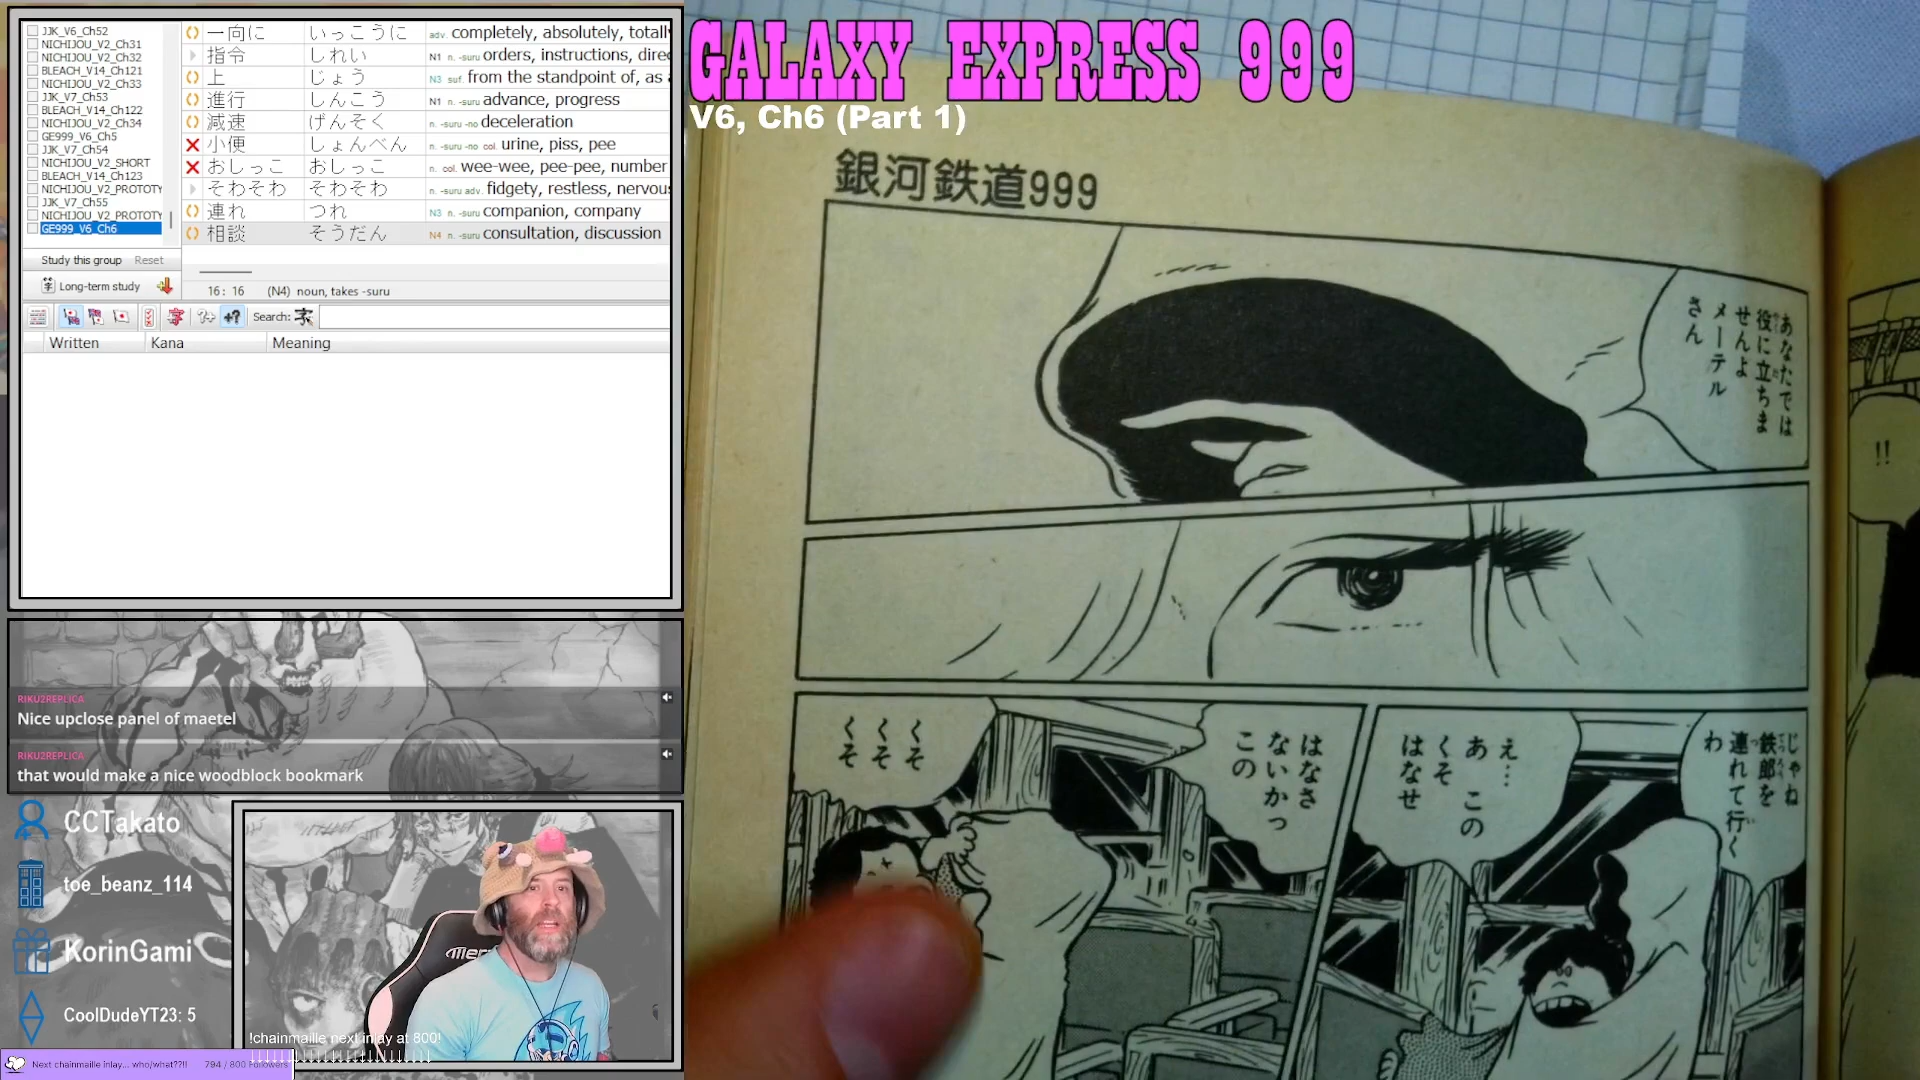 JJK_V6_Ch52
NICHIJOU_V2_Ch31
NICHIJOU_V2_Ch32
BLEACH_V14_Ch121
NICHIJOU_V2_Ch33
JJK_V7_Ch53
BLEACH_V14_Ch122
NICHIJOU_V2_Ch34
GE999_V6_Ch5
JJK_V7_Ch54
NICHIJOU_V2_SHORT
BLEACH_V14_Ch123
NICHIJOU_V2_PROTOTY
JJK_V7_Ch55
NICHIJOU_V2_PROTOTY
GE999_V6_Ch6
Study this group Reset
Long-term study
一向に いっこうに adv. completely, absolutely, totally
指令 しれい N1 n. -suru orders, instructions, dire
上 じょう N3 suf. from the standpoint of, as
進行 しんこう N1 n. -suru advance, progress
減速 げんそく n. -suru -no deceleration
小便 しょんべん n. -suru -no col. urine, piss, pee
おしっこ おしっこ n. col. wee-wee, pee-pee, number
そわそわ そわそわ n. -suru adv. fidgety, restless, nervous
連れ つれ N3 n. -suru companion, company
相談 そうだん N4 n. -suru consultation, discussion
16: 16 (N4) noun, takes -suru
Search:
Written Kana Meaning
RIKU2REPLICA
Nice upclose panel of maetel
RIKU2REPLICA
that would make a nice woodblock bookmark
CCTakato
toe_beanz_114
KorinGami
CoolDudeYT23: 5
!chainmaille next inlay at 800!
Next chainmaille inlay... who/what??!! 794 / 800 Followers
GALAXY EXPRESS 999
V6, Ch6 (Part 1)
銀河鉄道999
あなたでは
役に立ちま
せんよ
メーテル
さん
じゃね
鉄郎を
連れて行く
わ
え…
あ この
くそ
はなせ
はなさ
ないかっ
この
くそ
くそ
くそ
!!